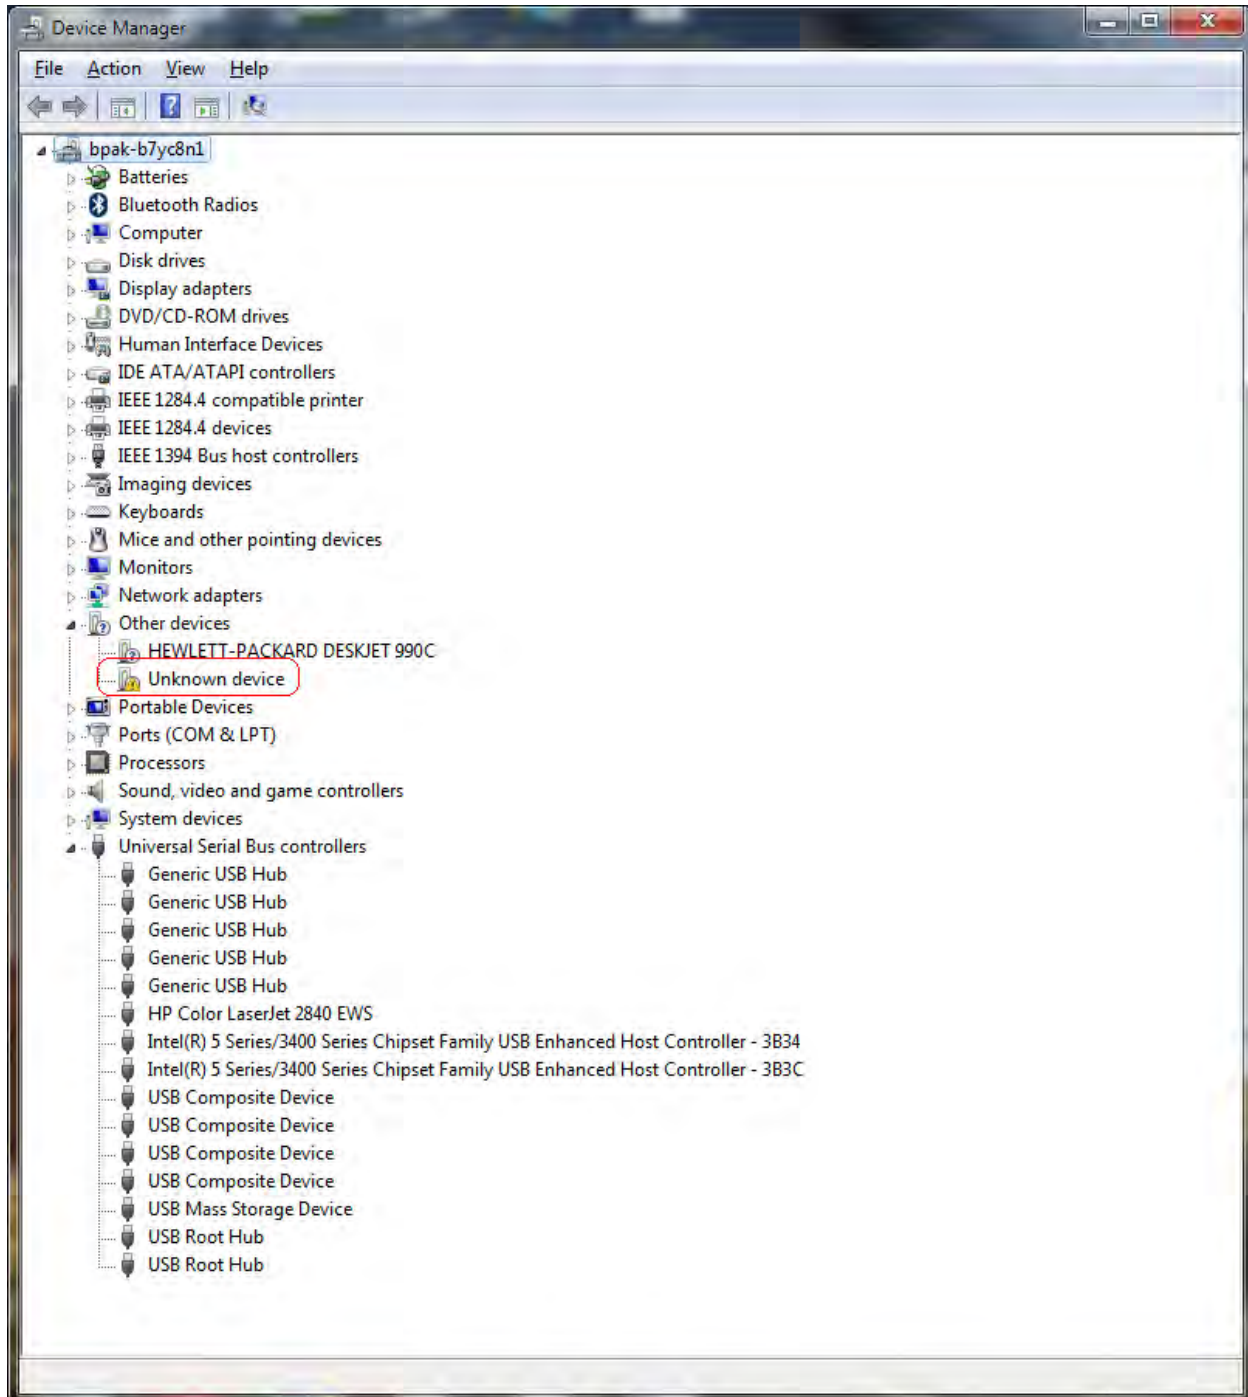 Device Manager
File Action View Help
bpak-b7yc8n1
Batteries
Bluetooth Radios
Computer
Disk drives
Display adapters
DVD/CD-ROM drives
Human Interface Devices
IDE ATA/ATAPI controllers
IEEE 1284.4 compatible printer
IEEE 1284.4 devices
IEEE 1394 Bus host controllers
Imaging devices
Keyboards
Mice and other pointing devices
Monitors
Network adapters
Other devices
HEWLETT-PACKARD DESKJET 990C
Unknown device
Portable Devices
Ports (COM & LPT)
Processors
Sound, video and game controllers
System devices
Universal Serial Bus controllers
Generic USB Hub
Generic USB Hub
Generic USB Hub
Generic USB Hub
Generic USB Hub
HP Color LaserJet 2840 EWS
Intel(R) 5 Series/3400 Series Chipset Family USB Enhanced Host Controller - 3B34
Intel(R) 5 Series/3400 Series Chipset Family USB Enhanced Host Controller - 3B3C
USB Composite Device
USB Composite Device
USB Composite Device
USB Composite Device
USB Mass Storage Device
USB Root Hub
USB Root Hub